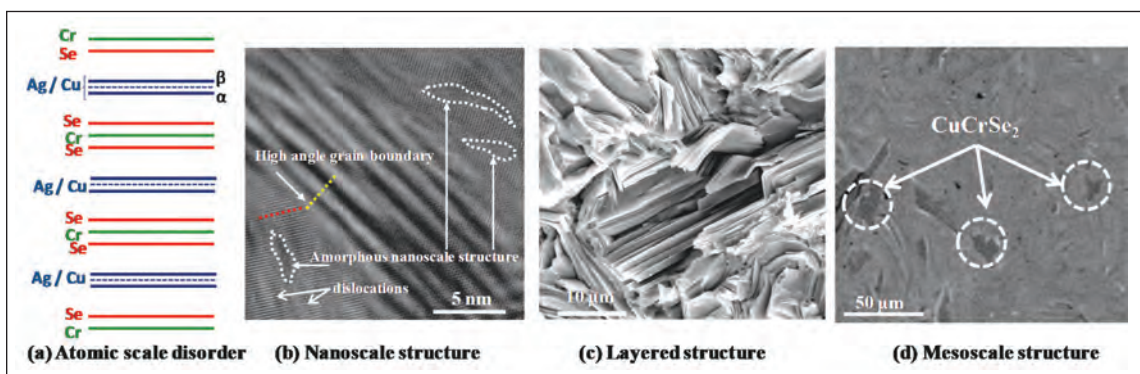 Cr
Se
Ag / Cu
β
α
Se
Cr
Se
Ag / Cu
Se
Cr
Se
Ag / Cu
Se
Cr
(a) Atomic scale disorder
High angle grain boundary
Amorphous nanoscale structure
dislocations
5 nm
(b) Nanoscale structure
10 µm
(c) Layered structure
CuCrSe₂
50 µm
(d) Mesoscale structure